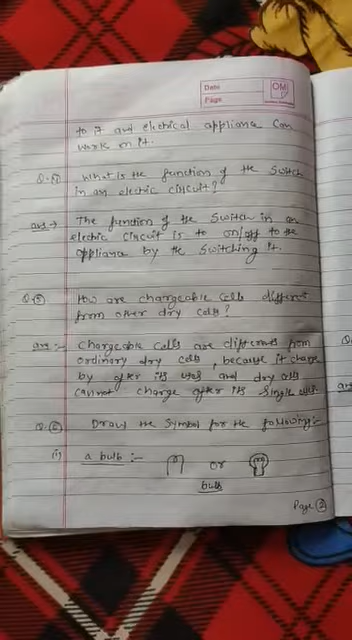 Date
Page
OM
to it and electrical appliance can
work on it.
Q.④ What is the function of the switch
in an electric circuit?
ans → The function of the switch in an
electric circuit is to on/off to the
appliance by the switching it.
Q.⑤ How are chargeable cells different
from other dry cells?
ans :- Chargeable cells are different from
ordinary dry cells, because it charge
by after its used and dry cells
cannot charge after its single use.
Q.⑥ Draw the symbol for the following:-
(i) a bulb :- or
bulb
Page ②